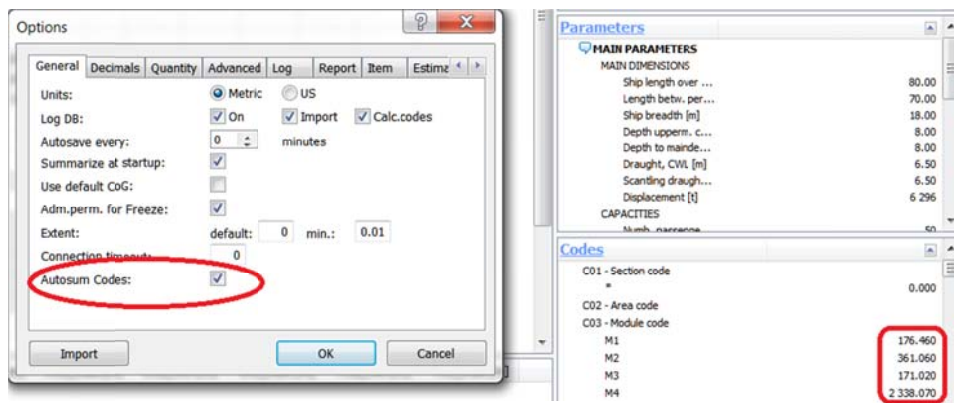 Options
General Decimals Quantity Advanced Log Report Item Estima
Units: Metric US
Log DB: On Import Calc.codes
Autosave every: 0 minutes
Summarize at startup:
Use default CoG:
Adm.perm. for Freeze:
Extent: default: 0 min.: 0.01
Connection timeout: 0
Autosum Codes:
Import OK Cancel
Parameters
MAIN PARAMETERS
MAIN DIMENSIONS
Ship length over ... 80.00
Length betw. per... 70.00
Ship breadth [m] 18.00
Depth upperm. c... 8.00
Depth to mainde... 8.00
Draught, CWL [m] 6.50
Scantling draugh... 6.50
Displacement [t] 6 296
CAPACITIES
Numb. passenge 50
Codes
C01 - Section code
= 0.000
C02 - Area code
C03 - Module code
M1 176.460
M2 361.060
M3 171.020
M4 2 338.070